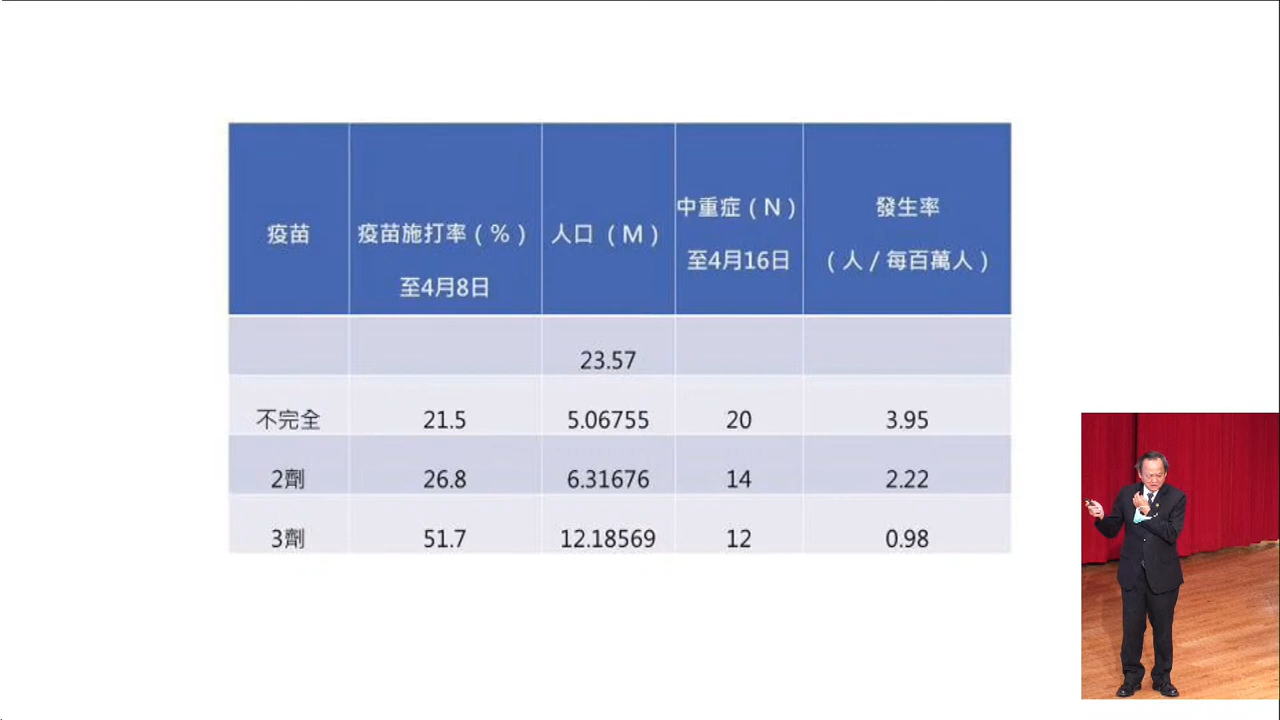 疫苗
疫苗施打率（%）
至4月8日
人口（M）
中重症（N）
至4月16日
發生率
（人/每百萬人）
23.57
不完全 21.5 5.06755 20 3.95
2劑 26.8 6.31676 14 2.22
3劑 51.7 12.18569 12 0.98